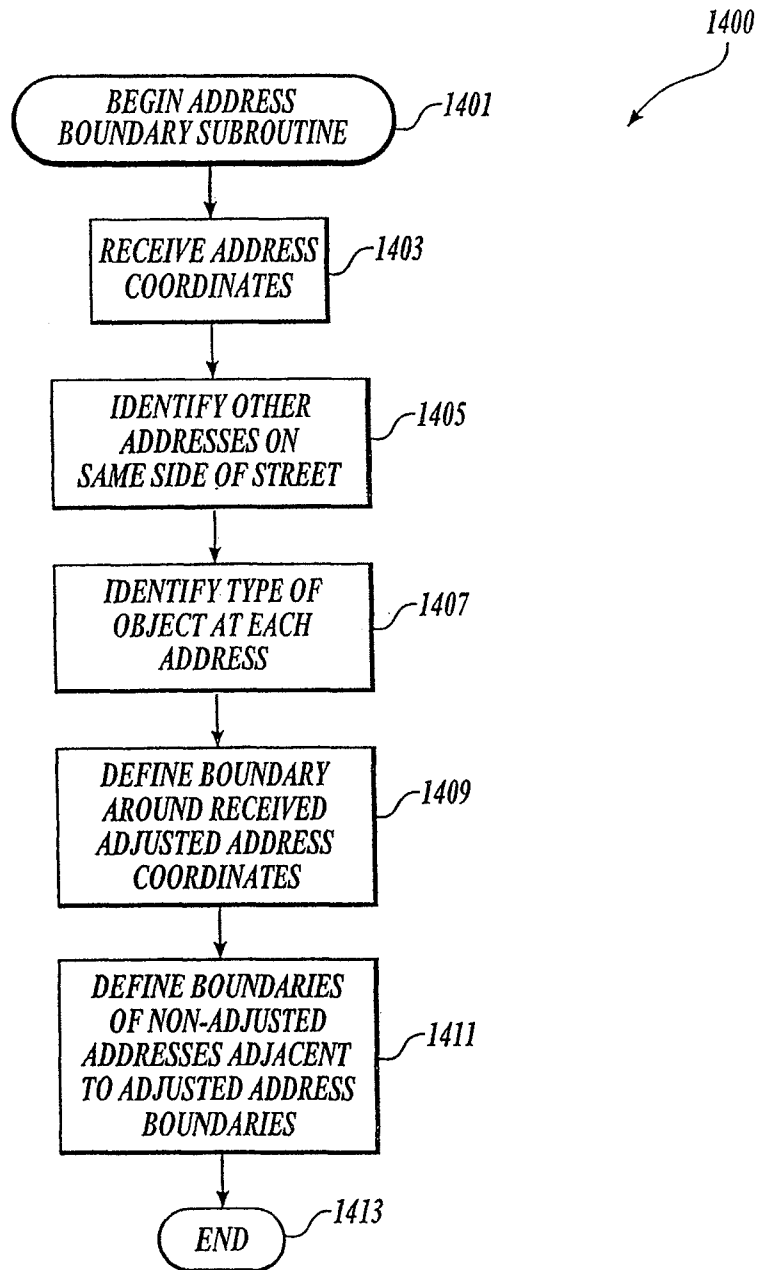 1400
BEGIN ADDRESS
BOUNDARY SUBROUTINE
1401
RECEIVE ADDRESS
COORDINATES
1403
IDENTIFY OTHER
ADDRESSES ON
SAME SIDE OF STREET
1405
IDENTIFY TYPE OF
OBJECT AT EACH
ADDRESS
1407
DEFINE BOUNDARY
AROUND RECEIVED
ADJUSTED ADDRESS
COORDINATES
1409
DEFINE BOUNDARIES
OF NON-ADJUSTED
ADDRESSES ADJACENT
TO ADJUSTED ADDRESS
BOUNDARIES
1411
END
1413